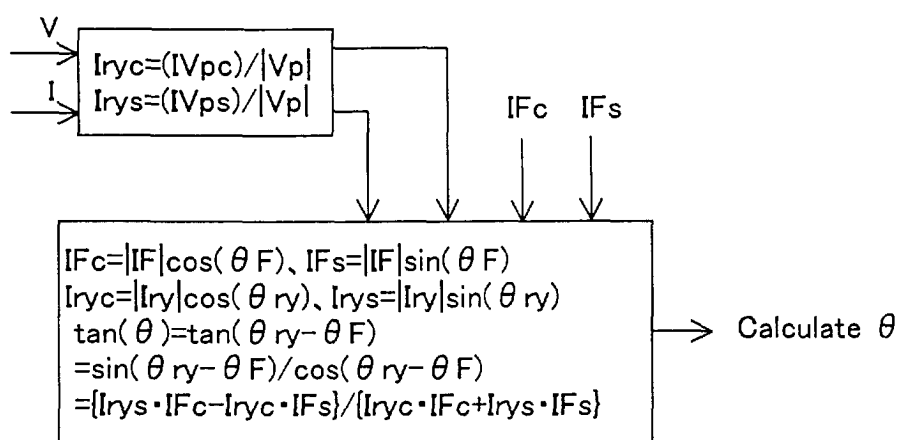 V
I
Iryc=(IVpc)/|Vp|
Irys=(IVps)/|Vp|
IFc IFs
IFc=|IF|cos(θF)、IFs=|IF|sin(θF)
Iryc=|Iry|cos(θry)、Irys=|Iry|sin(θry)
tan(θ)=tan(θry-θF)
=sin(θry-θF)/cos(θry-θF)
={Irys・IFc-Iryc・IFs}/{Iryc・IFc+Irys・IFs}
Calculate θ